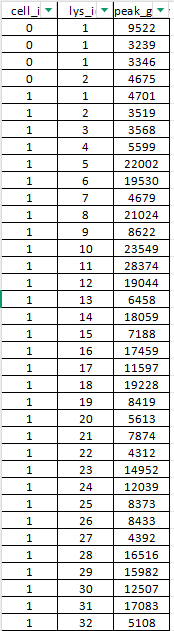 cell_i lys_i peak_g
0 1 9522
0 1 3239
0 1 3346
0 2 4675
1 1 4701
1 2 3519
1 3 3568
1 4 5599
1 5 22002
1 6 19530
1 7 4679
1 8 21024
1 9 8622
1 10 23549
1 11 28374
1 12 19044
1 13 6458
1 14 18059
1 15 7188
1 16 17459
1 17 11597
1 18 19228
1 19 8419
1 20 5613
1 21 7874
1 22 4312
1 23 14952
1 24 12039
1 25 8373
1 26 8433
1 27 4392
1 28 16516
1 29 15982
1 30 12507
1 31 17083
1 32 5108